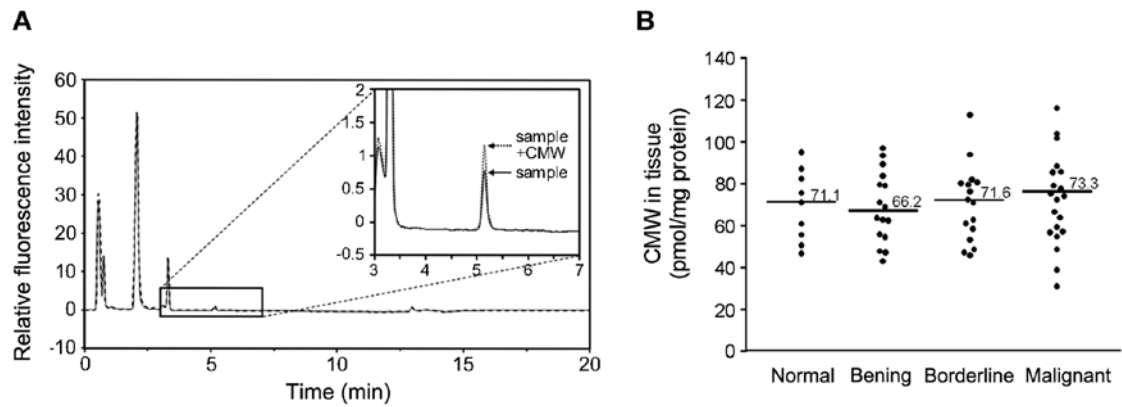 A
Relative fluorescence intensity
60
50
40
30
20
10
0
-10
0
5
10
15
20
Time (min)
2
1.5
1
0.5
0
-0.5
3
4
5
6
7
sample
+CMW
sample
B
CMW in tissue
(pmol/mg protein)
140
120
100
80
60
40
20
0
71.1
66.2
71.6
73.3
Normal
Bening
Borderline
Malignant